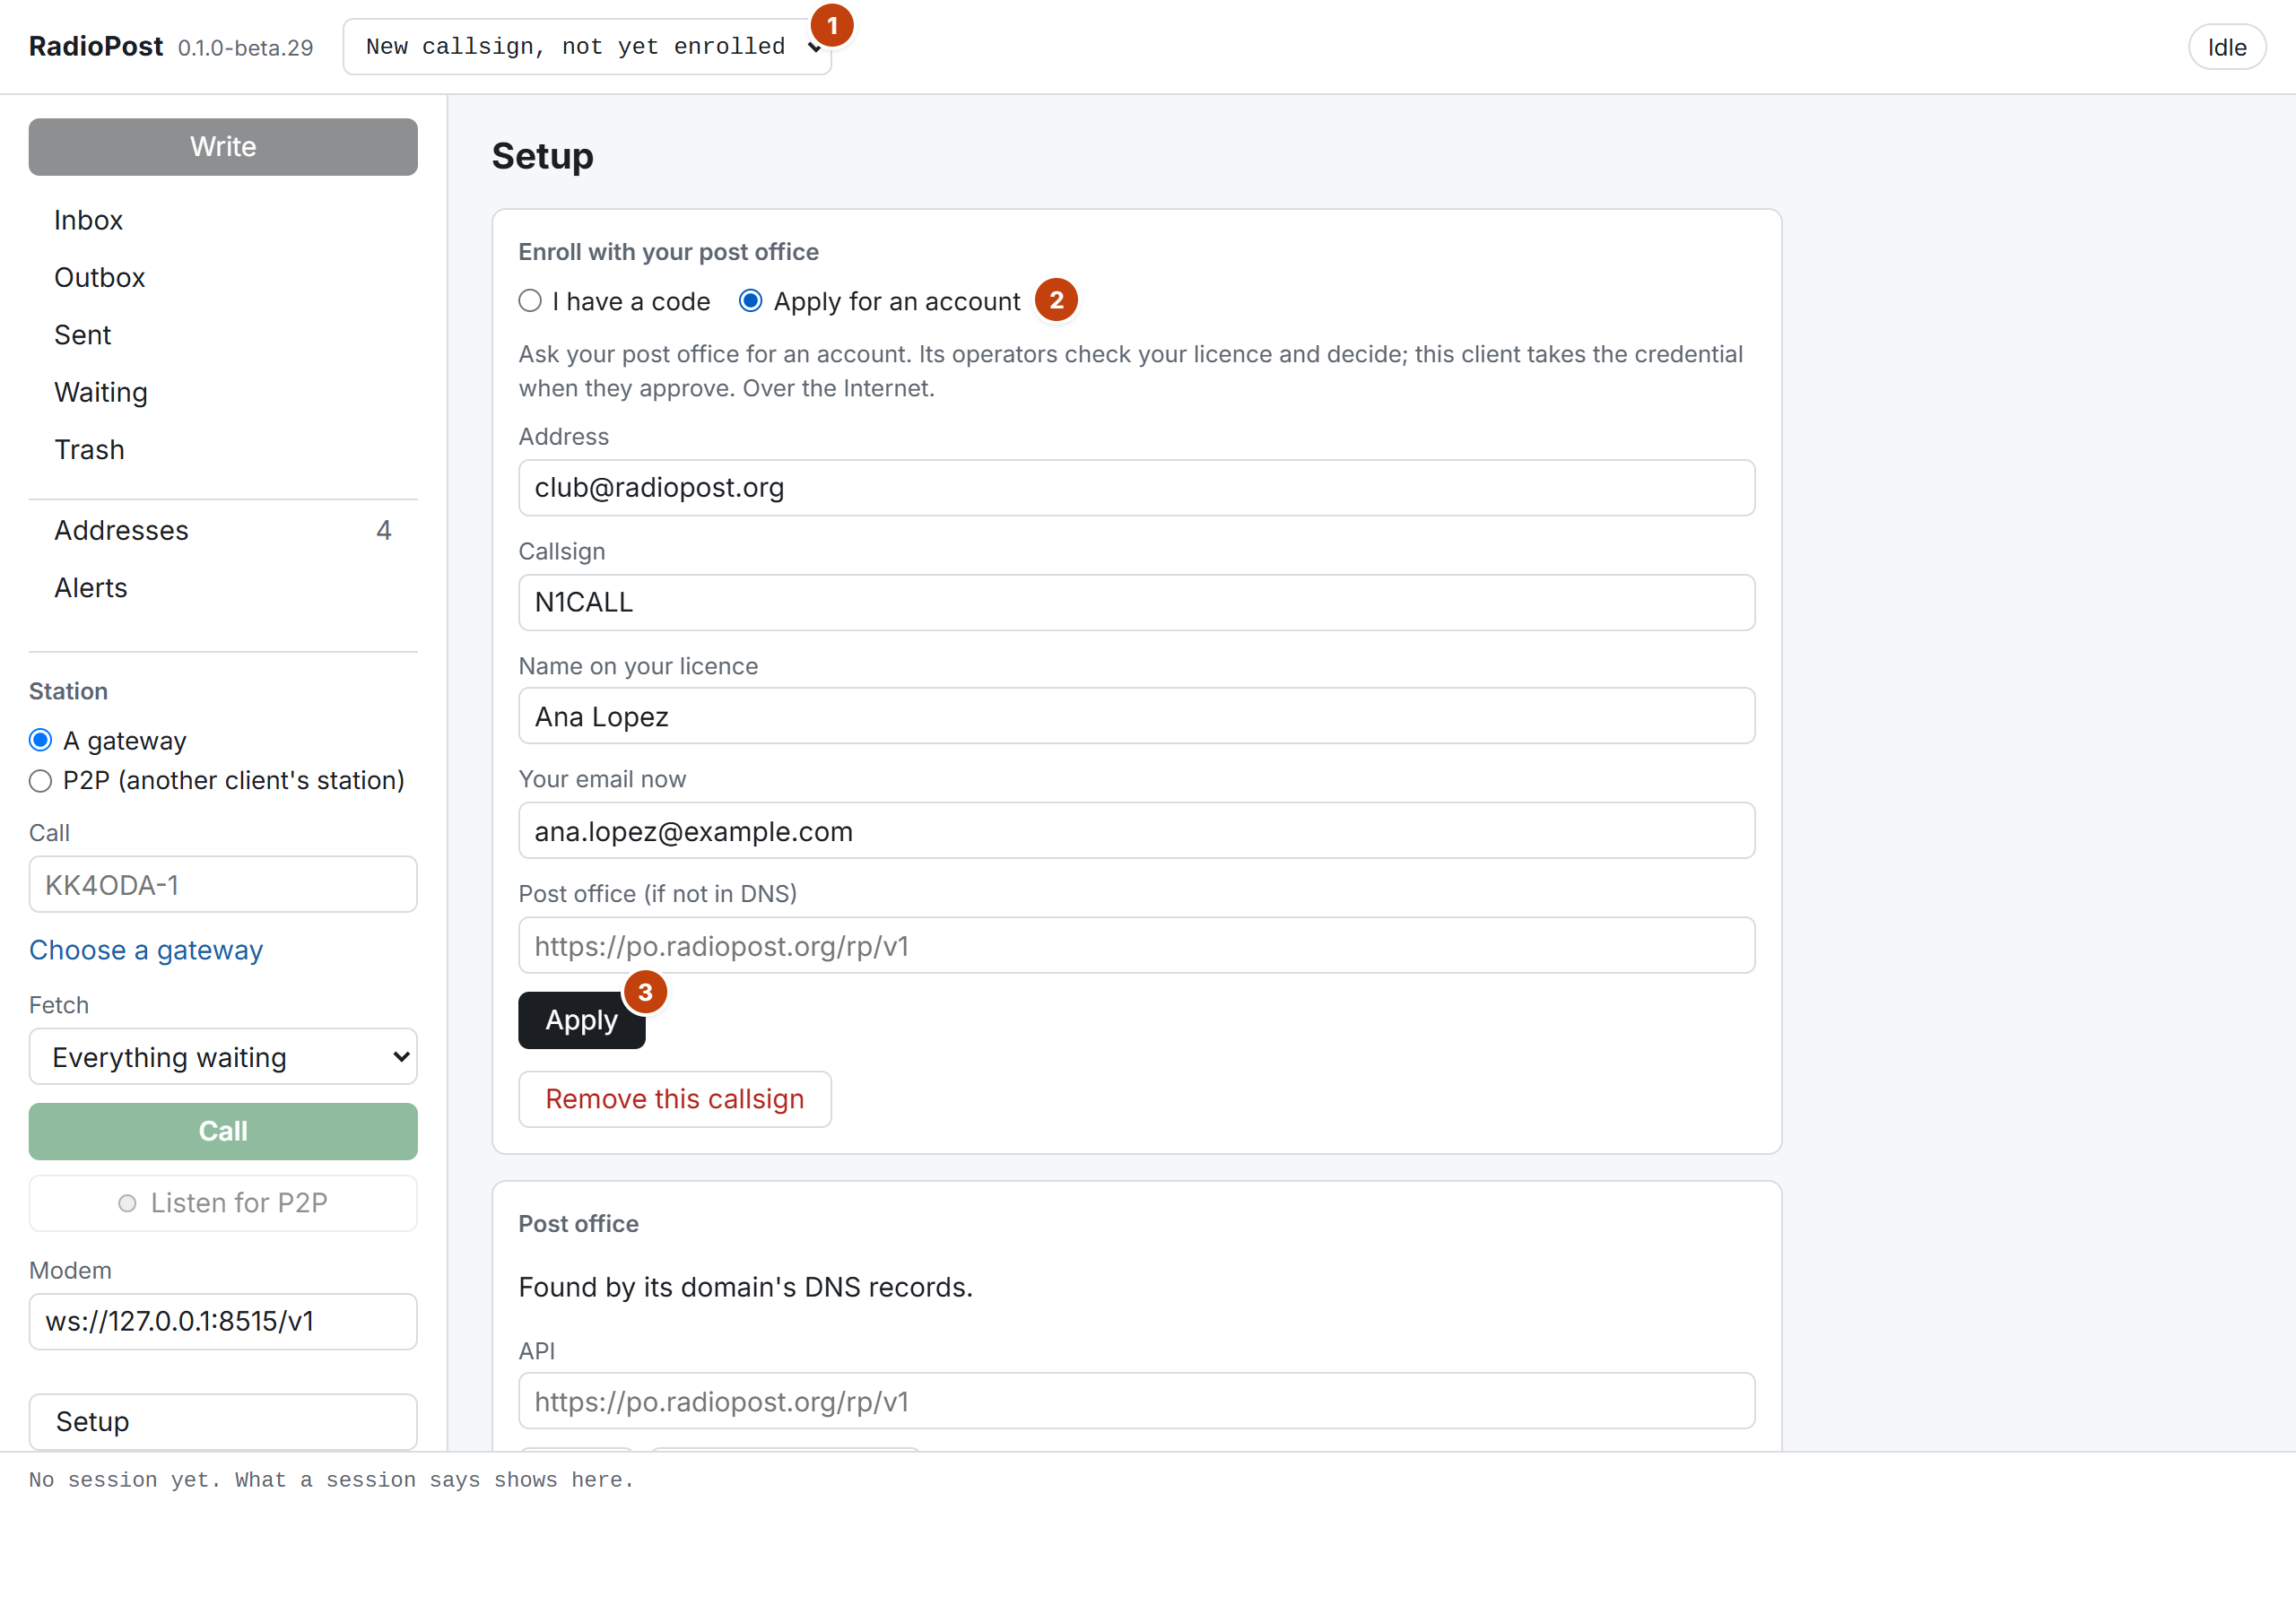 RadioPost 0.1.0-beta.29
New callsign, not yet enrolled
1
Idle
Write
Inbox
Outbox
Sent
Waiting
Trash
Addresses 4
Alerts
Station
A gateway
P2P (another client's station)
Call
KK4ODA-1
Choose a gateway
Fetch
Everything waiting
Call
Listen for P2P
Modem
ws://127.0.0.1:8515/v1
Setup
Setup
Enroll with your post office
I have a code
Apply for an account
2
Ask your post office for an account. Its operators check your licence and decide; this client takes the credential
when they approve. Over the Internet.
Address
club@radiopost.org
Callsign
N1CALL
Name on your licence
Ana Lopez
Your email now
ana.lopez@example.com
Post office (if not in DNS)
https://po.radiopost.org/rp/v1
3
Apply
Remove this callsign
Post office
Found by its domain's DNS records.
API
https://po.radiopost.org/rp/v1
No session yet. What a session says shows here.